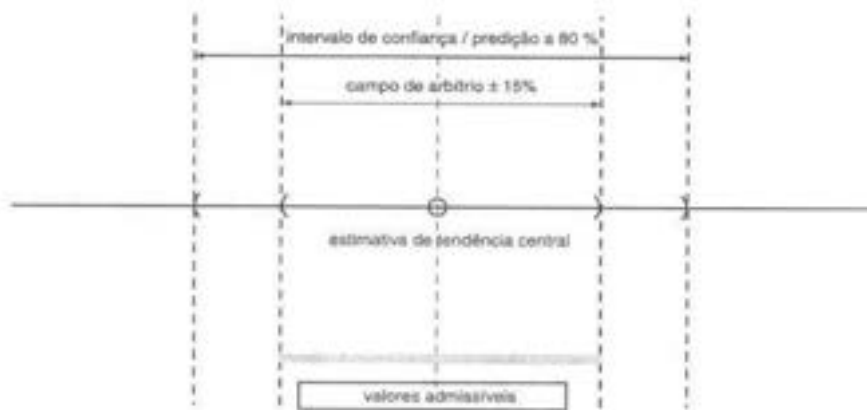 intervalo de confiança / predição a 80 %
campo de arbítrio ± 15%
estimativa de tendência central
valores admissíveis